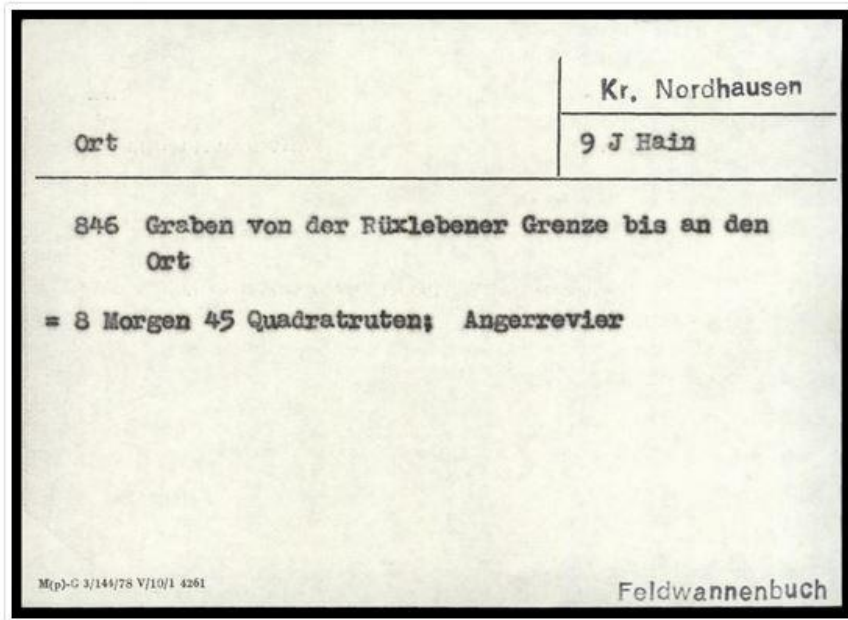 Kr. Nordhausen
Ort
9 J Hain
846 Graben von der Rüxlebener Grenze bis an den
Ort
= 8 Morgen 45 Quadratruten; Angerrevier
M(p)-G 3/144/78 V/10/1 4261
Feldwannenbuch